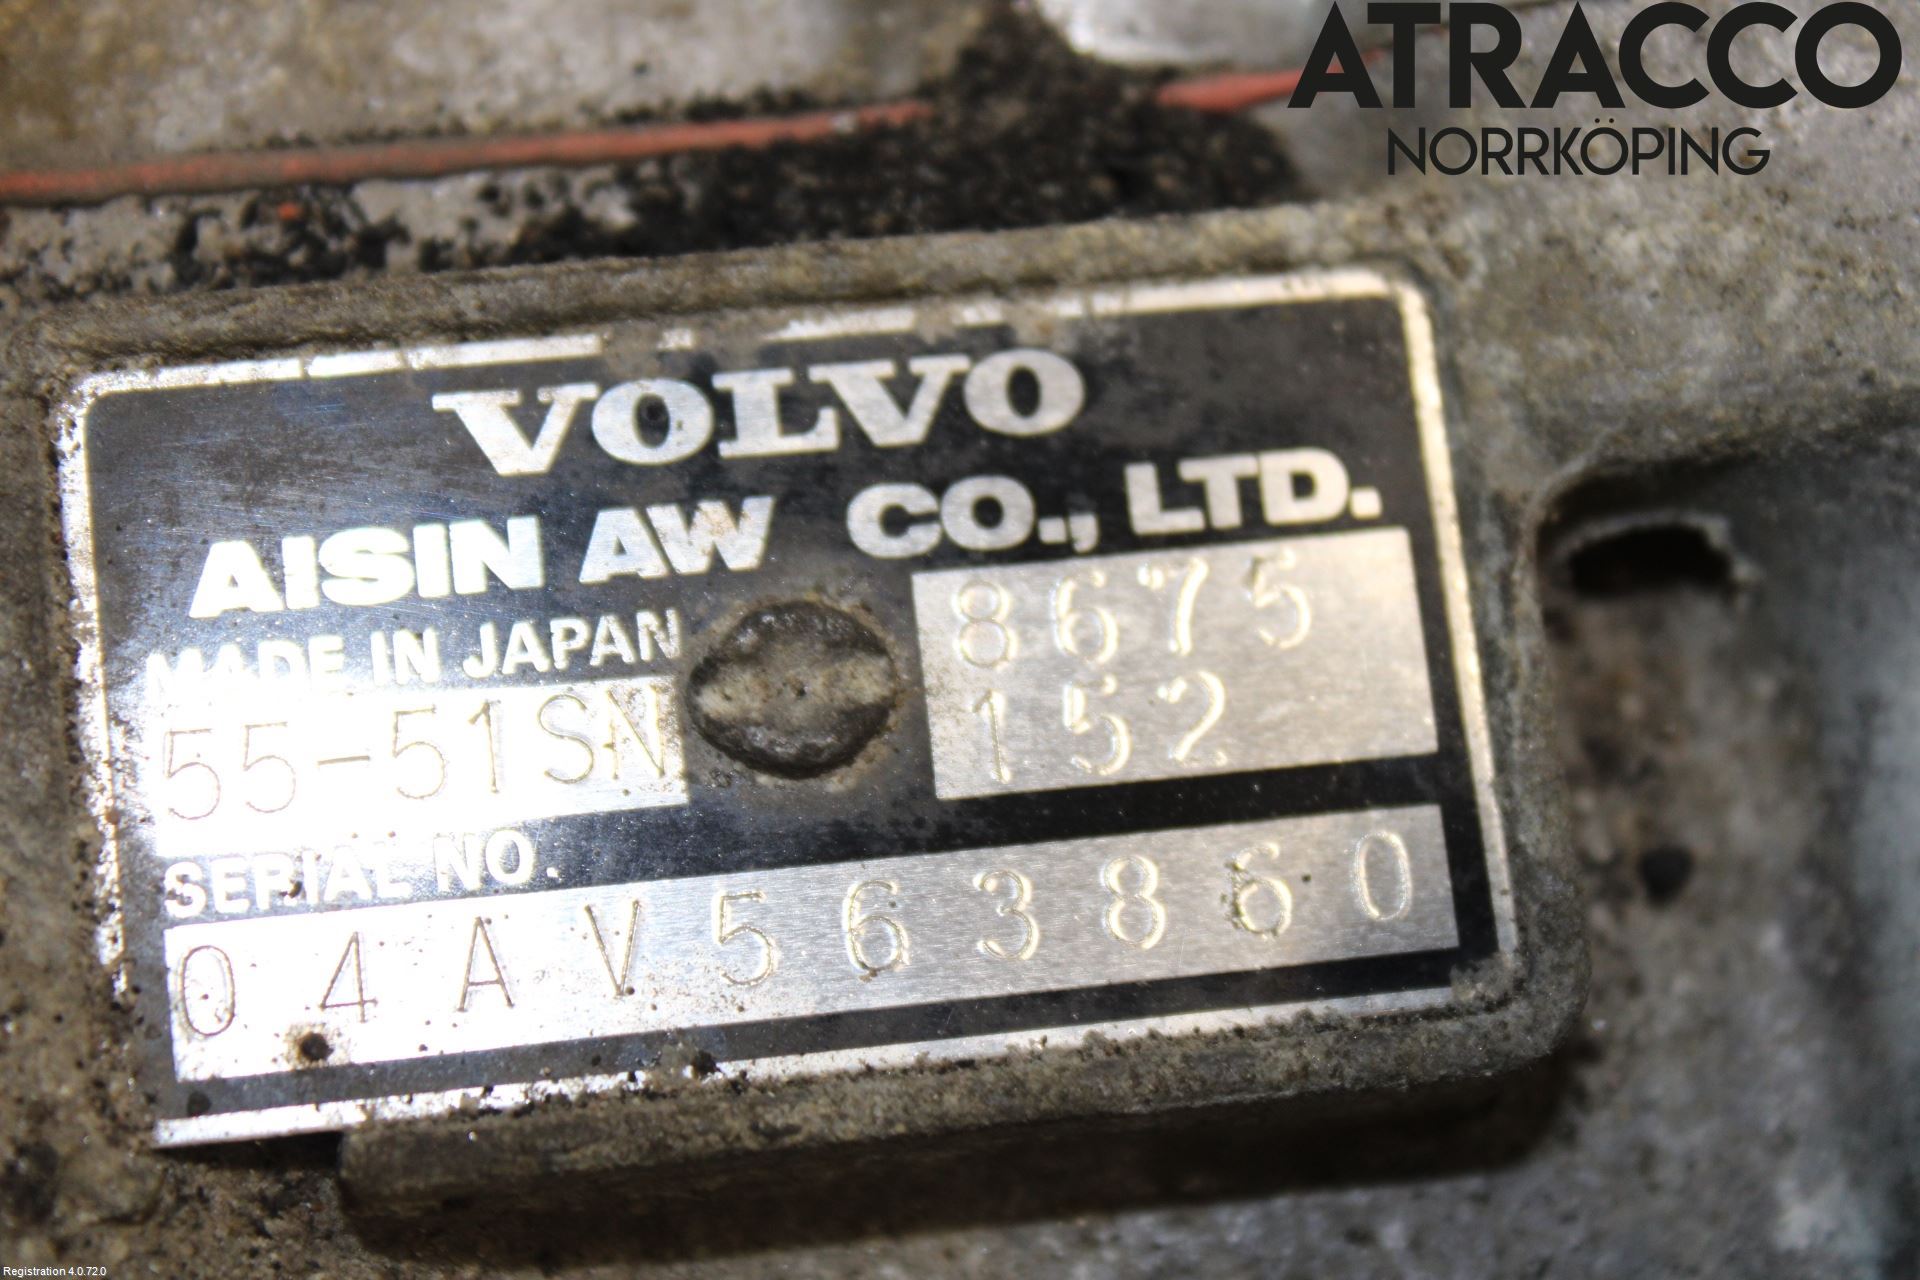 ATRACCO
NORRKÖPING
VOLVO
AISIN AW CO., LTD.
MADE IN JAPAN
8675
55-51SN
152
SERIAL NO.
04AV563860
Registration 4.0.72.0